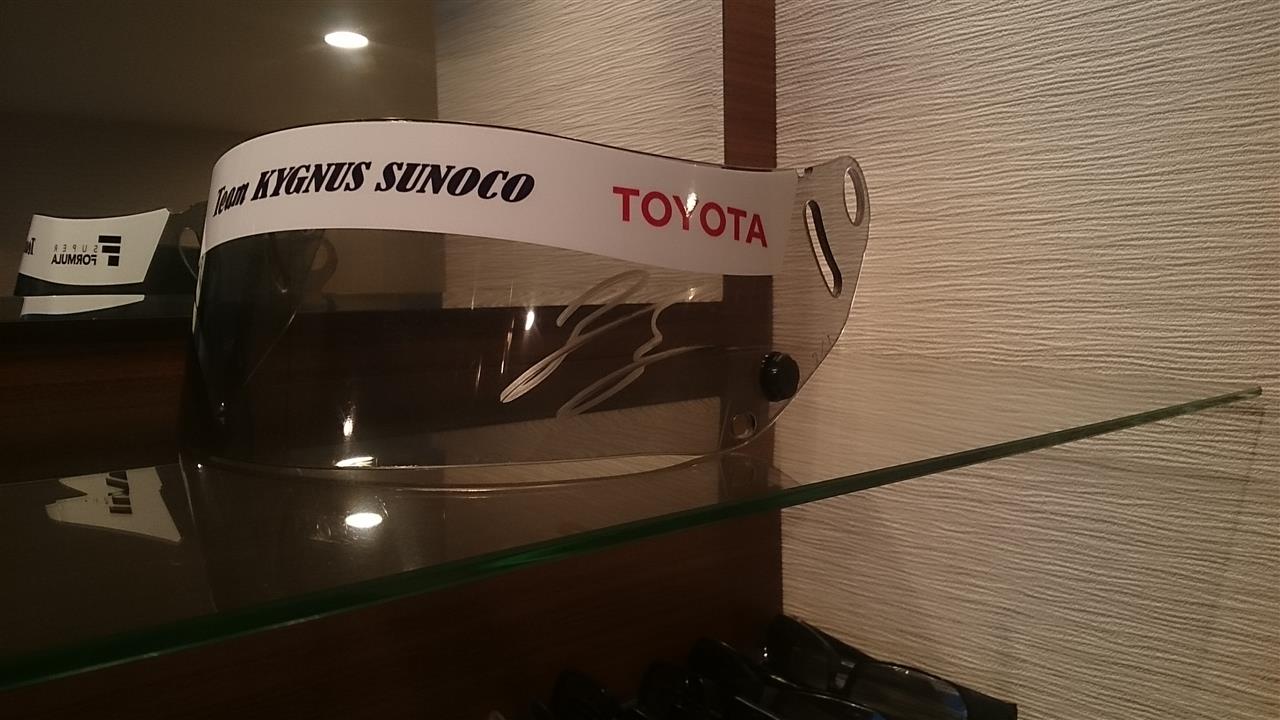 Team KYGNUS SUNOCO
TOYOTA
SUPER
FORMULA